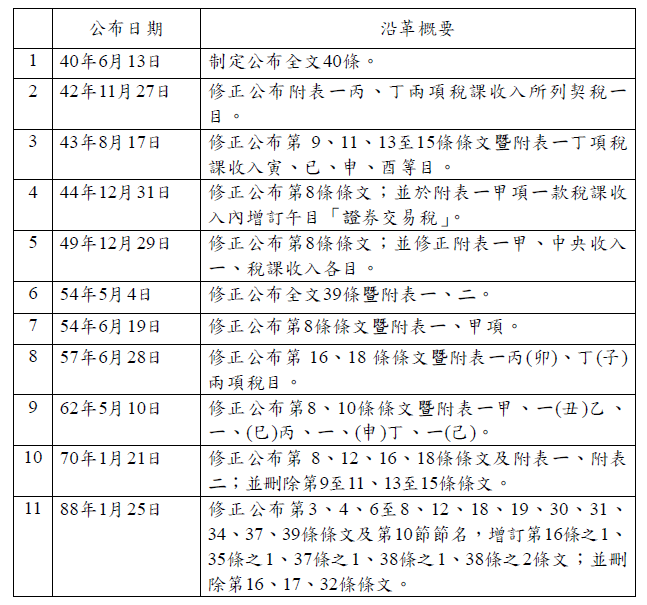 公布日期 沿革概要
1 40年6月13日 制定公布全文40條。
2 42年11月27日 修正公布附表一丙、丁兩項稅課收入所列契稅一
目。
3 43年8月17日 修正公布第 9、11、13至15條條文暨附表一丁項稅
課收入寅、巳、申、酉等目。
4 44年12月31日 修正公布第8條條文；並於附表一甲項一款稅課收
入內增訂午目「證券交易稅」。
5 49年12月29日 修正公布第8條條文；並修正附表一甲、中央收入
一、稅課收入各目。
6 54年5月4日 修正公布全文39條暨附表一、二。
7 54年6月19日 修正公布第8條條文暨附表一、甲項。
8 57年6月28日 修正公布第 16、18 條條文暨附表一丙(卯)、丁(子)
兩項稅目。
9 62年5月10日 修正公布第8、10條條文暨附表一甲、一(丑)乙、
一、(巳)丙、一、(申)丁、一(己)。
10 70年1月21日 修正公布第 8、12、16、18條條文及附表一、附表
二；並刪除第9至11、13至15條條文。
11 88年1月25日 修正公布第3、4、6至8、12、18、19、30、31、
34、37、39條條文及第10節節名，增訂第16條之1、
35條之1、37條之1、38條之1、38條之2條文；並刪
除第16、17、32條條文。